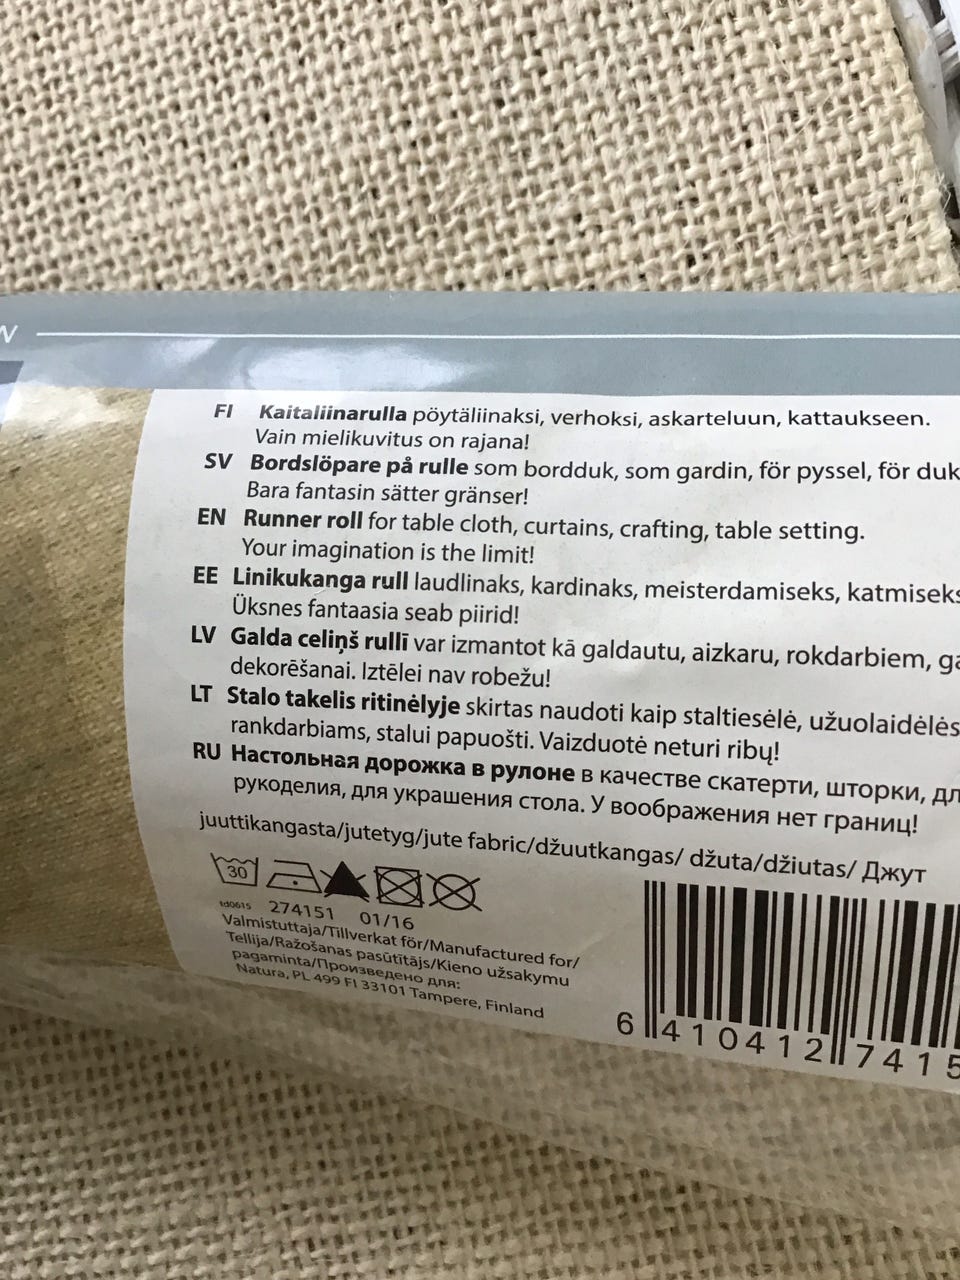 FI Kaitaliinarulla pöytäliinaksi, verhoksi, askarteluun, kattaukseen.
Vain mielikuvitus on rajana!
SV Bordslöpare på rulle som bordduk, som gardin, för pyssel, för duk
Bara fantasin sätter gränser!
EN Runner roll for table cloth, curtains, crafting, table setting.
Your imagination is the limit!
EE Linikukanga rull laudlinaks, kardinaks, meisterdamiseks, katmiseks
Üksnes fantaasia seab piirid!
LV Galda celiņš rullī var izmantot kā galdautu, aizkaru, rokdarbiem, ga
dekorēšanai. Iztēlei nav robežu!
LT Stalo takelis ritinėlyje skirtas naudoti kaip staltiesėlė, užuolaidėlės
rankdarbiams, stalui papuošti. Vaizduotė neturi ribų!
RU Настольная дорожка в рулоне в качестве скатерти, шторки, дл
рукоделия, для украшения стола. У воображения нет границ!
juuttikangasta/jutetyg/jute fabric/džuutkangas/ džuta/džiutas/ Джут
30
td0615 274151 01/16
Valmistuttaja/Tillverkat för/Manufactured for/
Tellija/Ražošanas pasūtītājs/Kieno užsakymu
pagaminta/Произведено для:
Natura, PL 499 FI 33101 Tampere, Finland
6 410412 7415